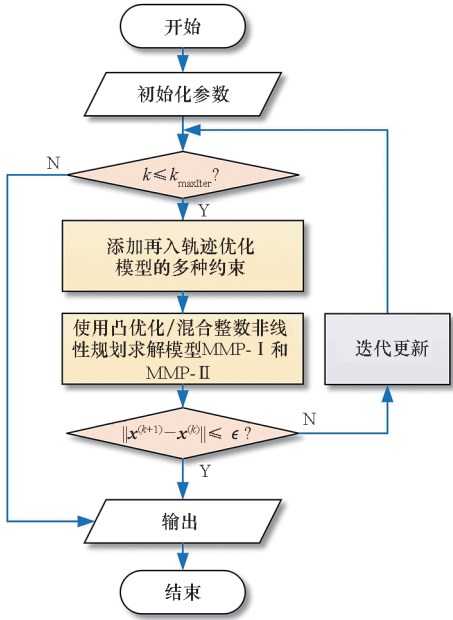 开始
初始化参数
N
k≤k_maxIter?
Y
添加再入轨迹优化
模型的多种约束
使用凸优化/混合整数非线
性规划求解模型MMP-Ⅰ和
MMP-Ⅱ
迭代更新
N
||x^(k+1)-x^(k)||≤ ϵ?
Y
输出
结束